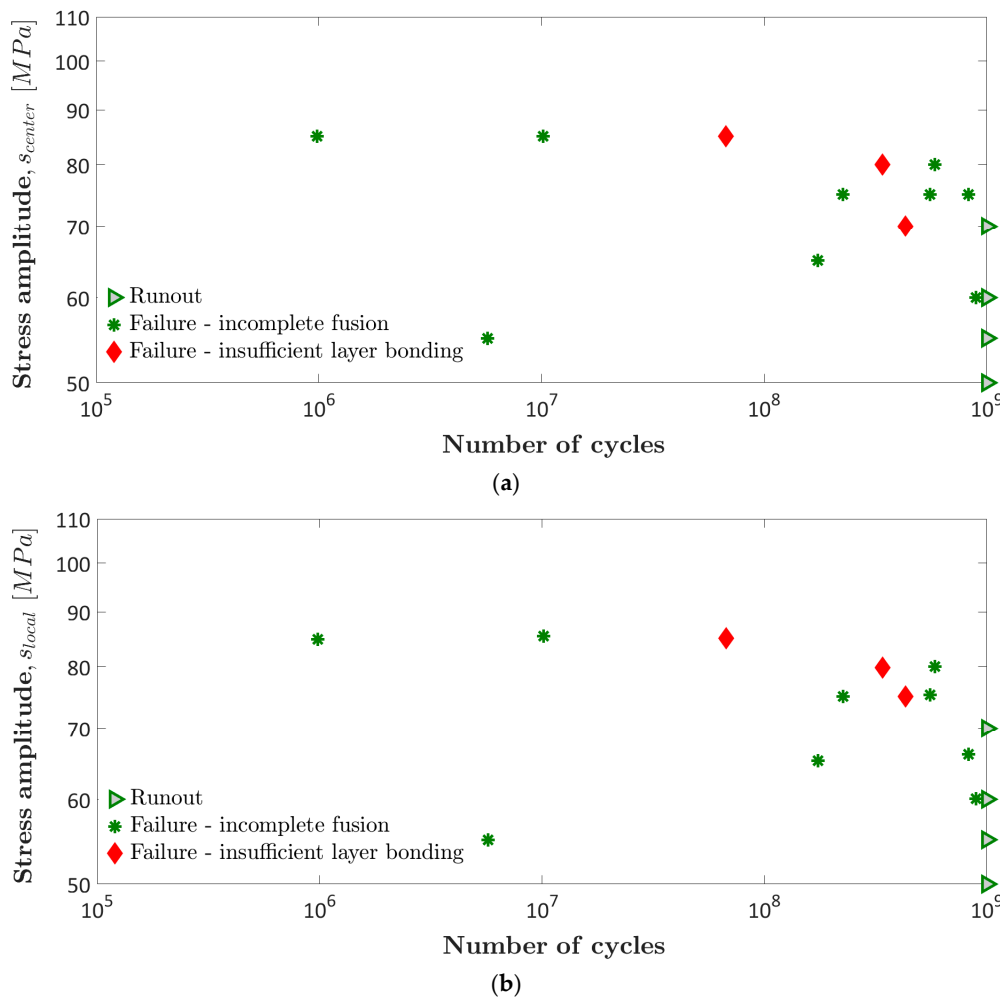 110
100
90
80
70
60
50
Stress amplitude, s_center [MPa]
Runout
Failure - incomplete fusion
Failure - insufficient layer bonding
10^5 10^6 10^7 10^8 10^9
Number of cycles
(a)
110
100
90
80
70
60
50
Stress amplitude, s_local [MPa]
Runout
Failure - incomplete fusion
Failure - insufficient layer bonding
10^5 10^6 10^7 10^8 10^9
Number of cycles
(b)